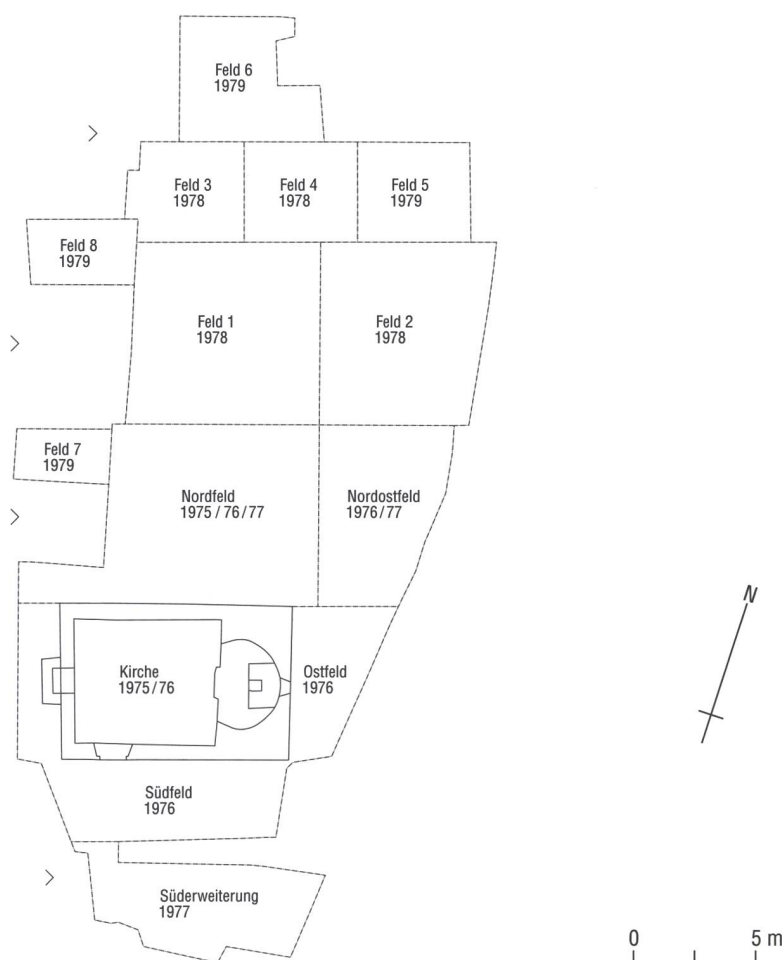 Feld 6
1979
Feld 3
1978
Feld 4
1978
Feld 5
1979
Feld 8
1979
Feld 1
1978
Feld 2
1978
Feld 7
1979
Nordfeld
1975 / 76 / 77
Nordostfeld
1976 / 77
N
Kirche
1975 / 76
Ostfeld
1976
Südfeld
1976
Süderweiterung
1977
0 5 m